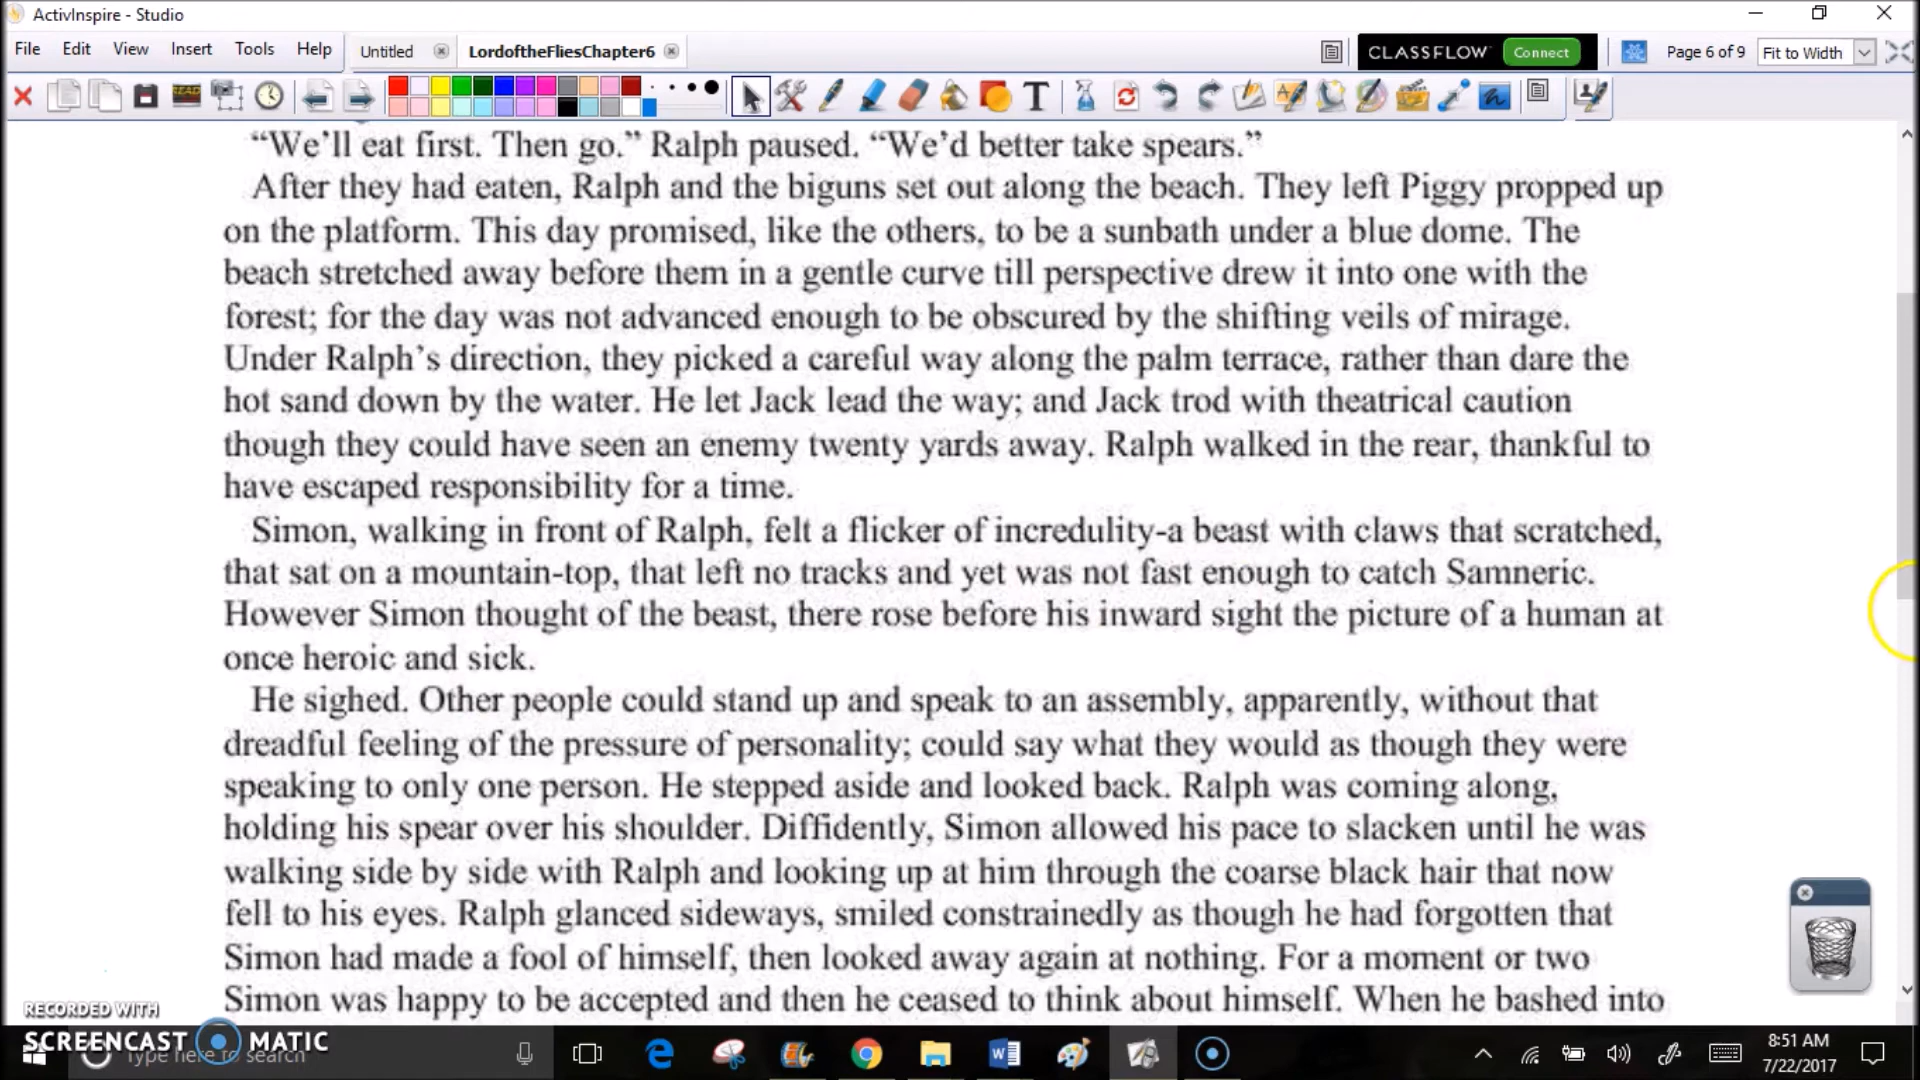 ActivInspire - Studio
File Edit View Insert Tools Help Untitled LordoftheFliesChapter6 CLASSFLOW Connect Page 6 of 9 Fit to Width
“We’ll eat first. Then go.” Ralph paused. “We’d better take spears.”
After they had eaten, Ralph and the biguns set out along the beach. They left Piggy propped up
on the platform. This day promised, like the others, to be a sunbath under a blue dome. The
beach stretched away before them in a gentle curve till perspective drew it into one with the
forest; for the day was not advanced enough to be obscured by the shifting veils of mirage.
Under Ralph’s direction, they picked a careful way along the palm terrace, rather than dare the
hot sand down by the water. He let Jack lead the way; and Jack trod with theatrical caution
though they could have seen an enemy twenty yards away. Ralph walked in the rear, thankful to
have escaped responsibility for a time.
Simon, walking in front of Ralph, felt a flicker of incredulity-a beast with claws that scratched,
that sat on a mountain-top, that left no tracks and yet was not fast enough to catch Samneric.
However Simon thought of the beast, there rose before his inward sight the picture of a human at
once heroic and sick.
He sighed. Other people could stand up and speak to an assembly, apparently, without that
dreadful feeling of the pressure of personality; could say what they would as though they were
speaking to only one person. He stepped aside and looked back. Ralph was coming along,
holding his spear over his shoulder. Diffidently, Simon allowed his pace to slacken until he was
walking side by side with Ralph and looking up at him through the coarse black hair that now
fell to his eyes. Ralph glanced sideways, smiled constrainedly as though he had forgotten that
Simon had made a fool of himself, then looked away again at nothing. For a moment or two
Simon was happy to be accepted and then he ceased to think about himself. When he bashed into
RECORDED WITH
SCREENCAST MATIC
Type here to search
8:51 AM
7/22/2017